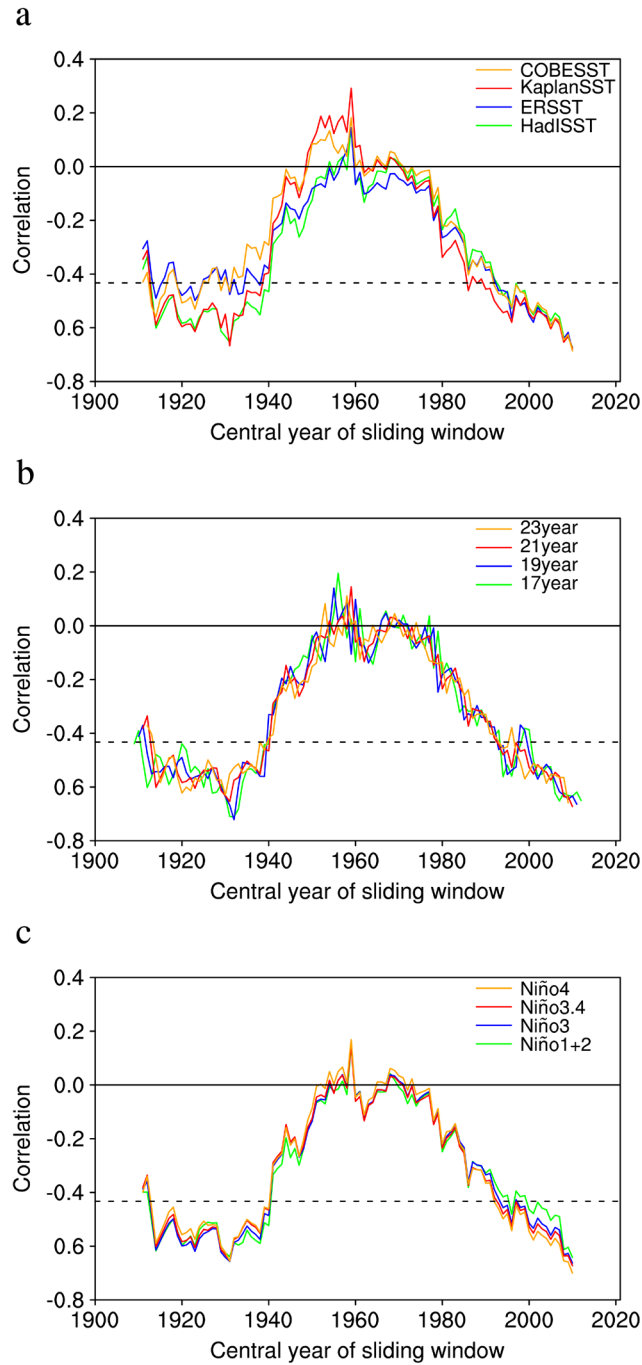 a
0.4
0.2
0.0
-0.2
-0.4
0.6
-0.8
Correlation
COBESST
KaplanSST
ERSST
HadISST
1900 1920 1940 1960 1980 2000 2020
Central year of sliding window
b
0.4
0.2
0.0
-0.2
-0.4
0.6
-0.8
Correlation
23year
21year
19year
17year
1900 1920 1940 1960 1980 2000 2020
Central year of sliding window
c
0.4
0.2
0.0
-0.2
-0.4
0.6
-0.8
Correlation
Niño4
Niño3.4
Niño3
Niño1+2
1900 1920 1940 1960 1980 2000 2020
Central year of sliding window